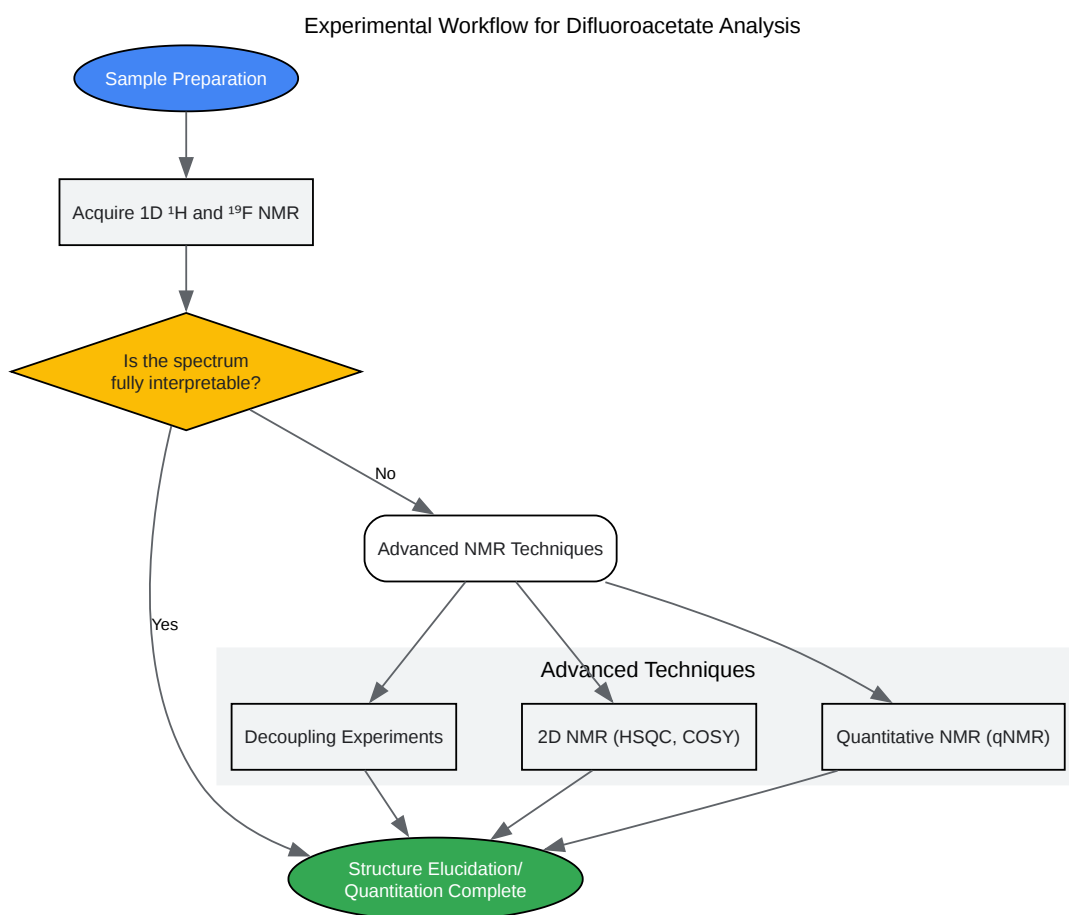 Experimental Workflow for Difluoroacetate Analysis
Sample Preparation
Acquire 1D ¹H and ¹⁹F NMR
Is the spectrum
fully interpretable?
No
Advanced NMR Techniques
Yes
Advanced Techniques
Decoupling Experiments
2D NMR (HSQC, COSY)
Quantitative NMR (qNMR)
Structure Elucidation/
Quantitation Complete